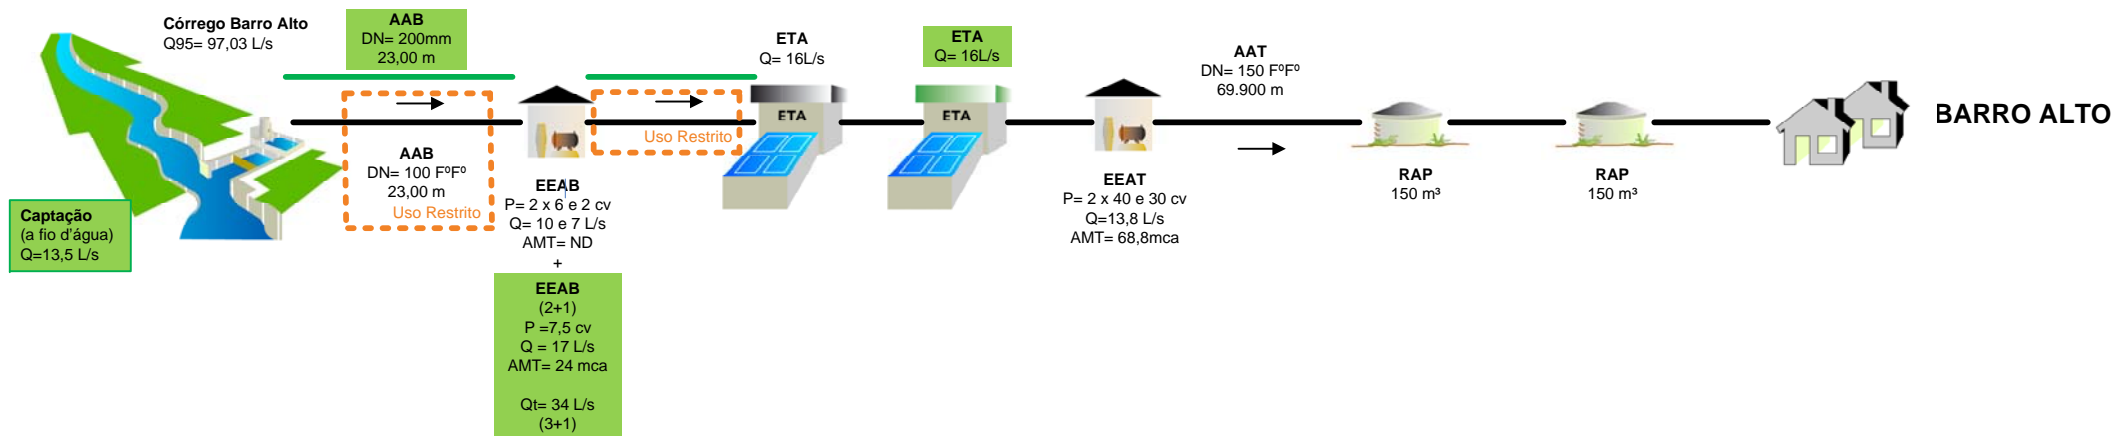 Córrego Barro Alto
Q95= 97,03 L/s
AAB
DN= 200mm
23,00 m
AAB
DN= 100 FºFº
23,00 m
Uso Restrito
Captação
(a fio d'água)
Q=13,5 L/s
EEAB
P= 2 x 6 e 2 cv
Q= 10 e 7 L/s
AMT= ND
+
EEAB
(2+1)
P =7,5 cv
Q = 17 L/s
AMT= 24 mca
Qt= 34 L/s
(3+1)
Uso Restrito
ETA
Q= 16L/s
ETA
ETA
Q= 16L/s
ETA
EEAT
P= 2 x 40 e 30 cv
Q=13,8 L/s
AMT= 68,8mca
AAT
DN= 150 FºFº
69.900 m
RAP
150 m³
RAP
150 m³
BARRO ALTO